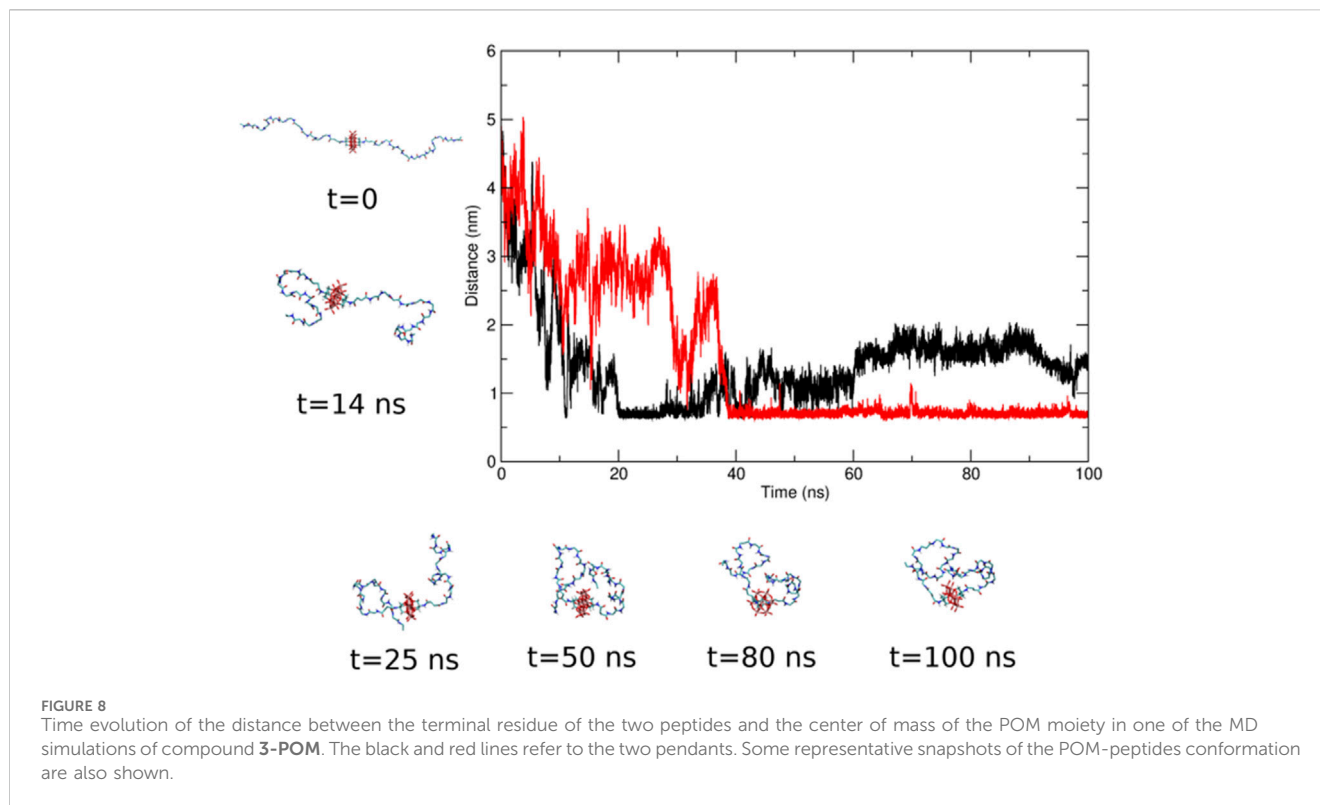 6
5
4
3
2
1
0
Distance (nm)
0 20 40 60 80 100
Time (ns)
t=0
t=14 ns
t=25 ns t=50 ns t=80 ns t=100 ns
FIGURE 8
Time evolution of the distance between the terminal residue of the two peptides and the center of mass of the POM moiety in one of the MD
simulations of compound 3-POM. The black and red lines refer to the two pendants. Some representative snapshots of the POM-peptides conformation
are also shown.